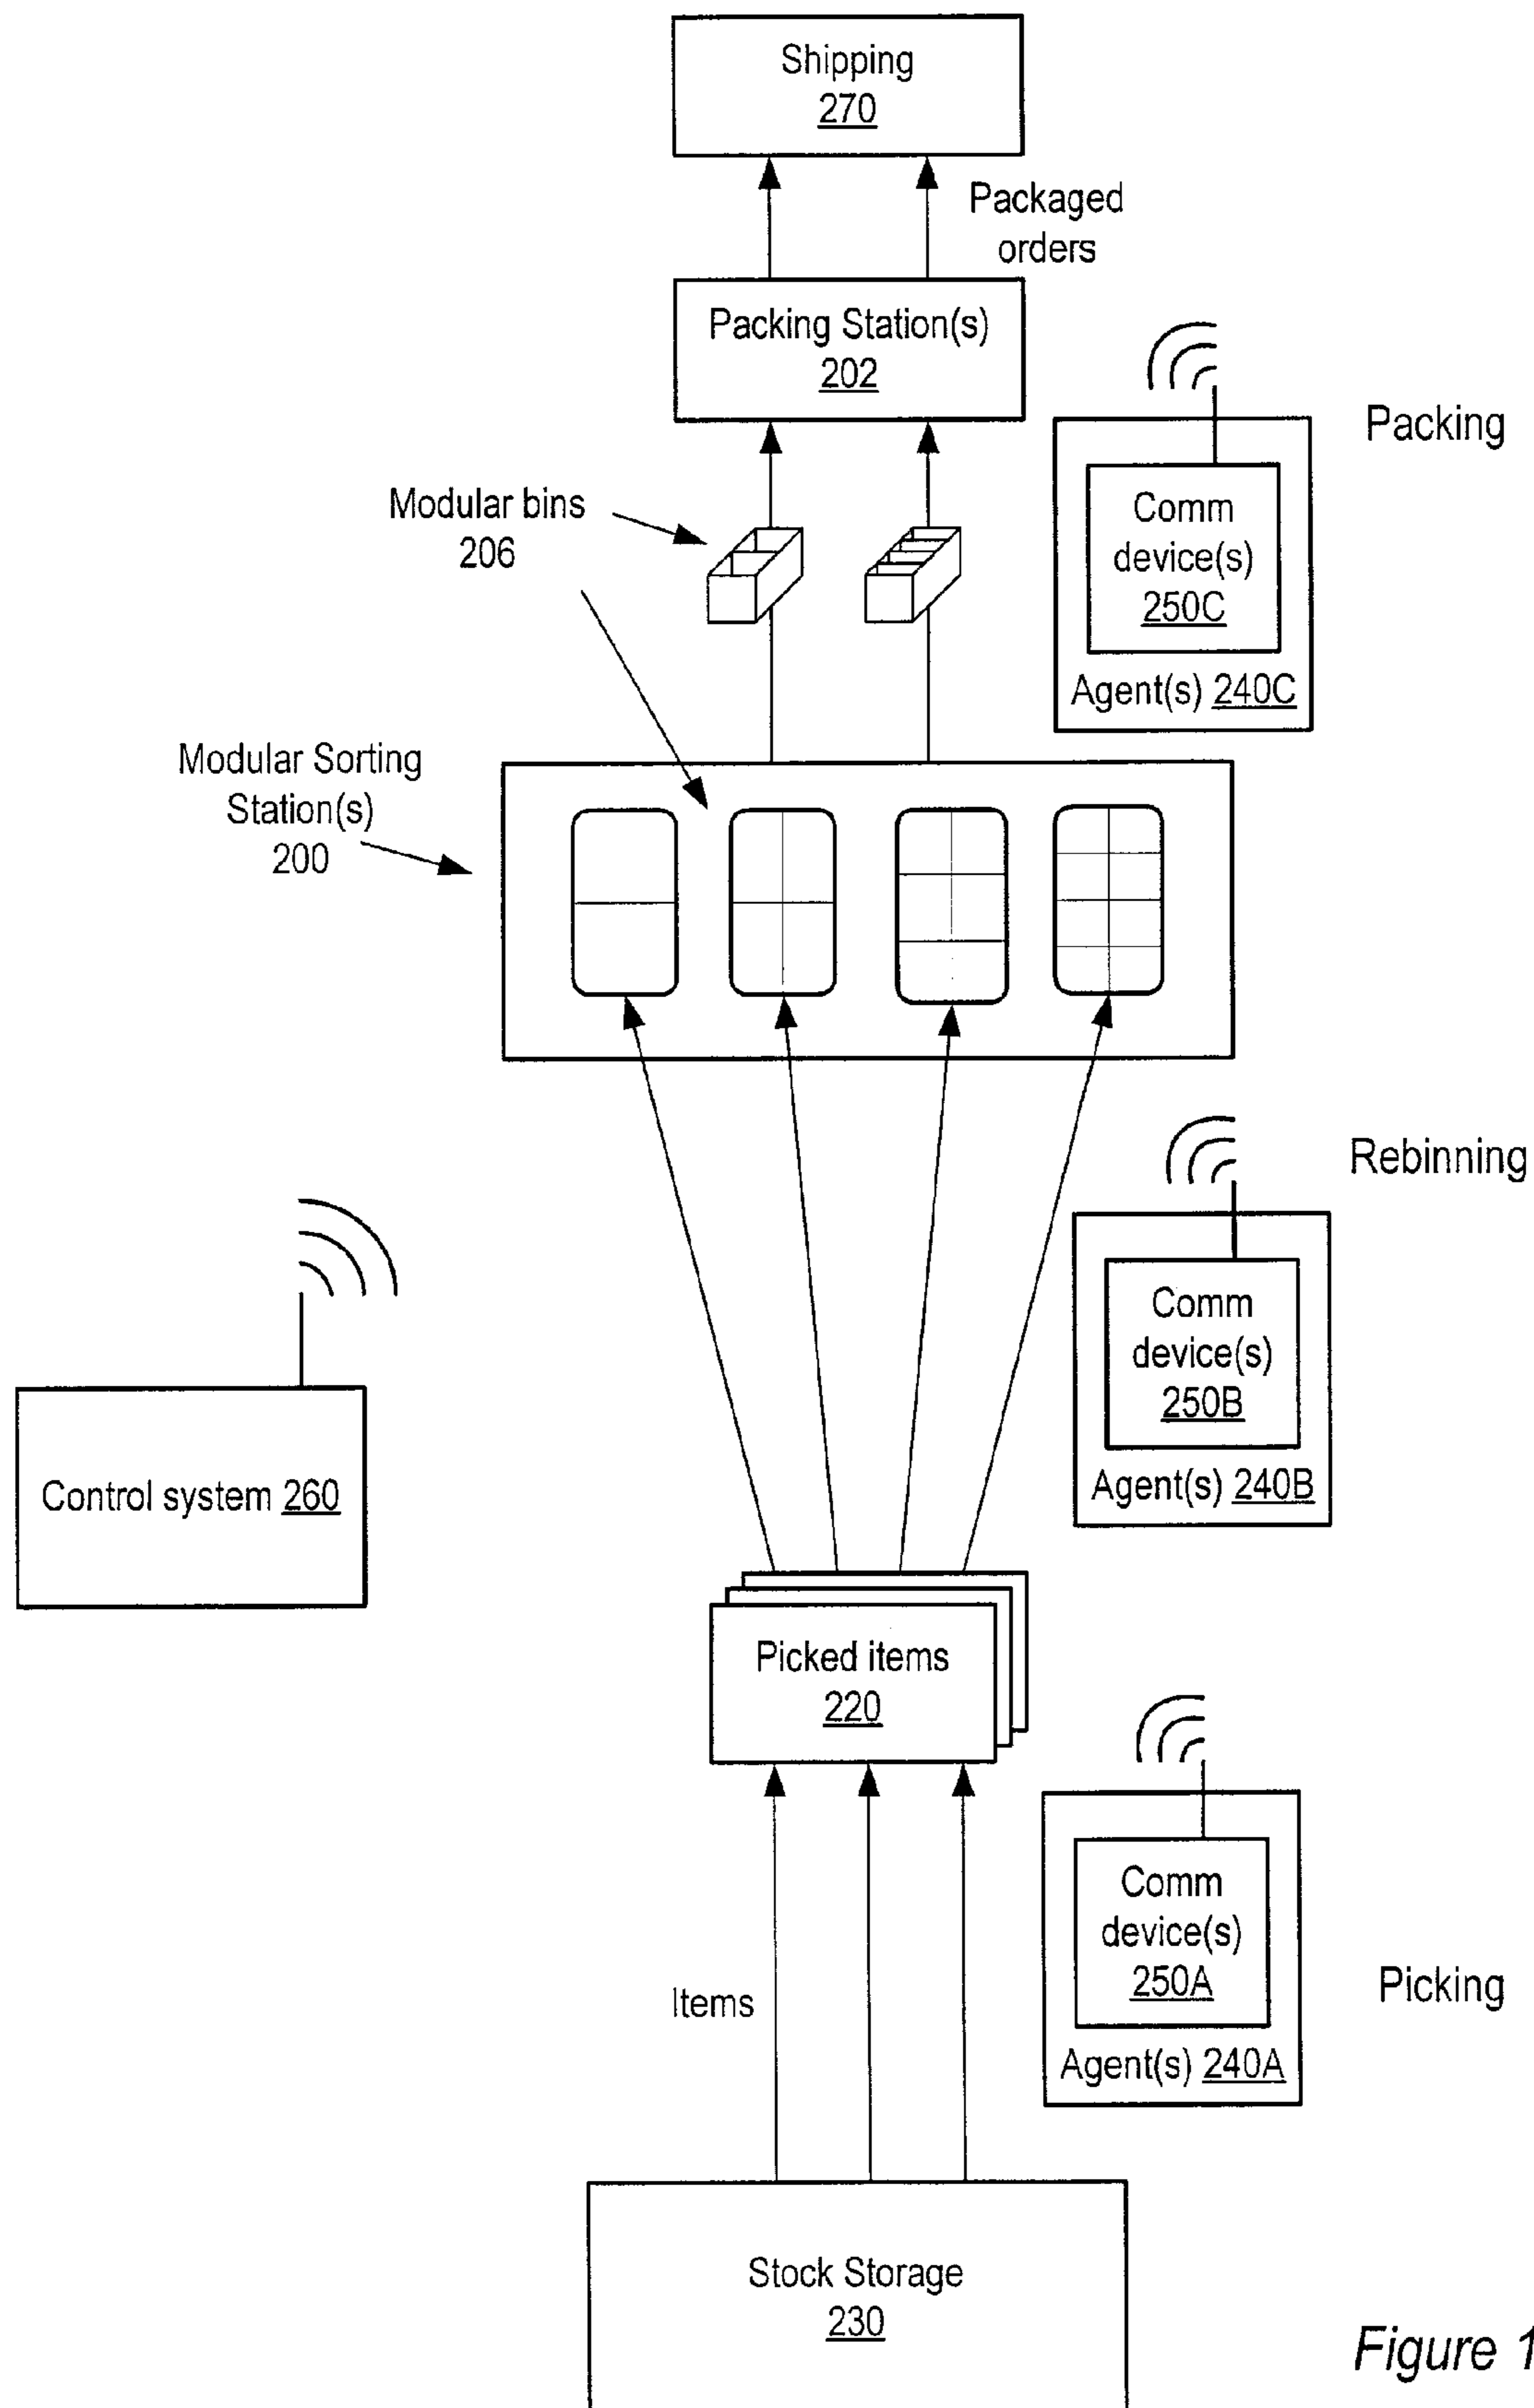 Shipping
270
Packaged
orders
Packing Station(s)
202
Packing
Modular bins
206
Comm
device(s)
250C
Agent(s) 240C
Modular Sorting
Station(s)
200
Rebinning
Comm
device(s)
250B
Agent(s) 240B
Control system 260
Picked items
220
Comm
device(s)
250A
Agent(s) 240A
Picking
Items
Stock Storage
230
Figure 1